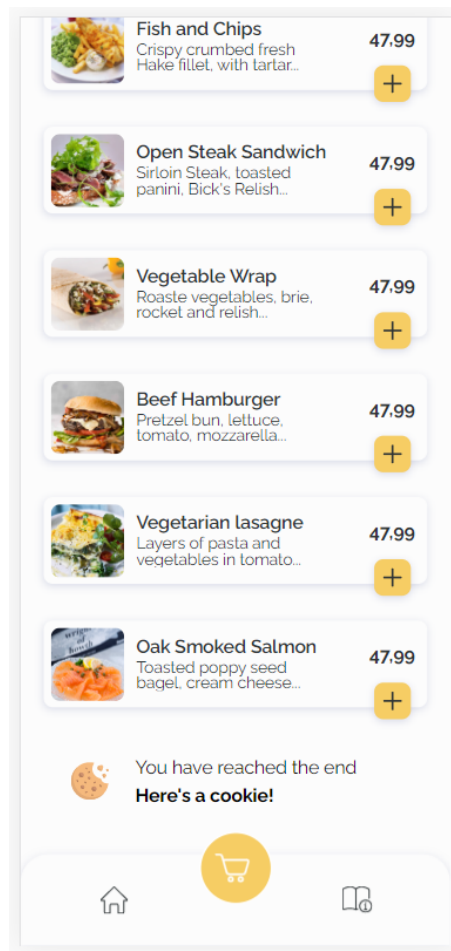 Fish and Chips
47.99
Crispy crumbed fresh
Hake fillet, with tartar...
+
Open Steak Sandwich
47.99
Sirloin Steak, toasted
panini, Bick's Relish...
+
Vegetable Wrap
47.99
Roaste vegetables, brie,
rocket and relish...
+
Beef Hamburger
47.99
Pretzel bun, lettuce,
tomato, mozzarella...
+
Vegetarian lasagne
47.99
Layers of pasta and
vegetables in tomato...
+
Oak Smoked Salmon
47.99
Toasted poppy seed
bagel, cream cheese...
+
You have reached the end
Here's a cookie!